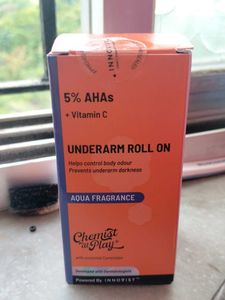 INNOVIST
5% AHAs
+ Vitamin C
UNDERARM ROLL ON
Helps control body odour
Prevents underarm darkness
AQUA FRAGRANCE
Chemist
at Play
Developed with Dermatologists
Powered By INNOVIST